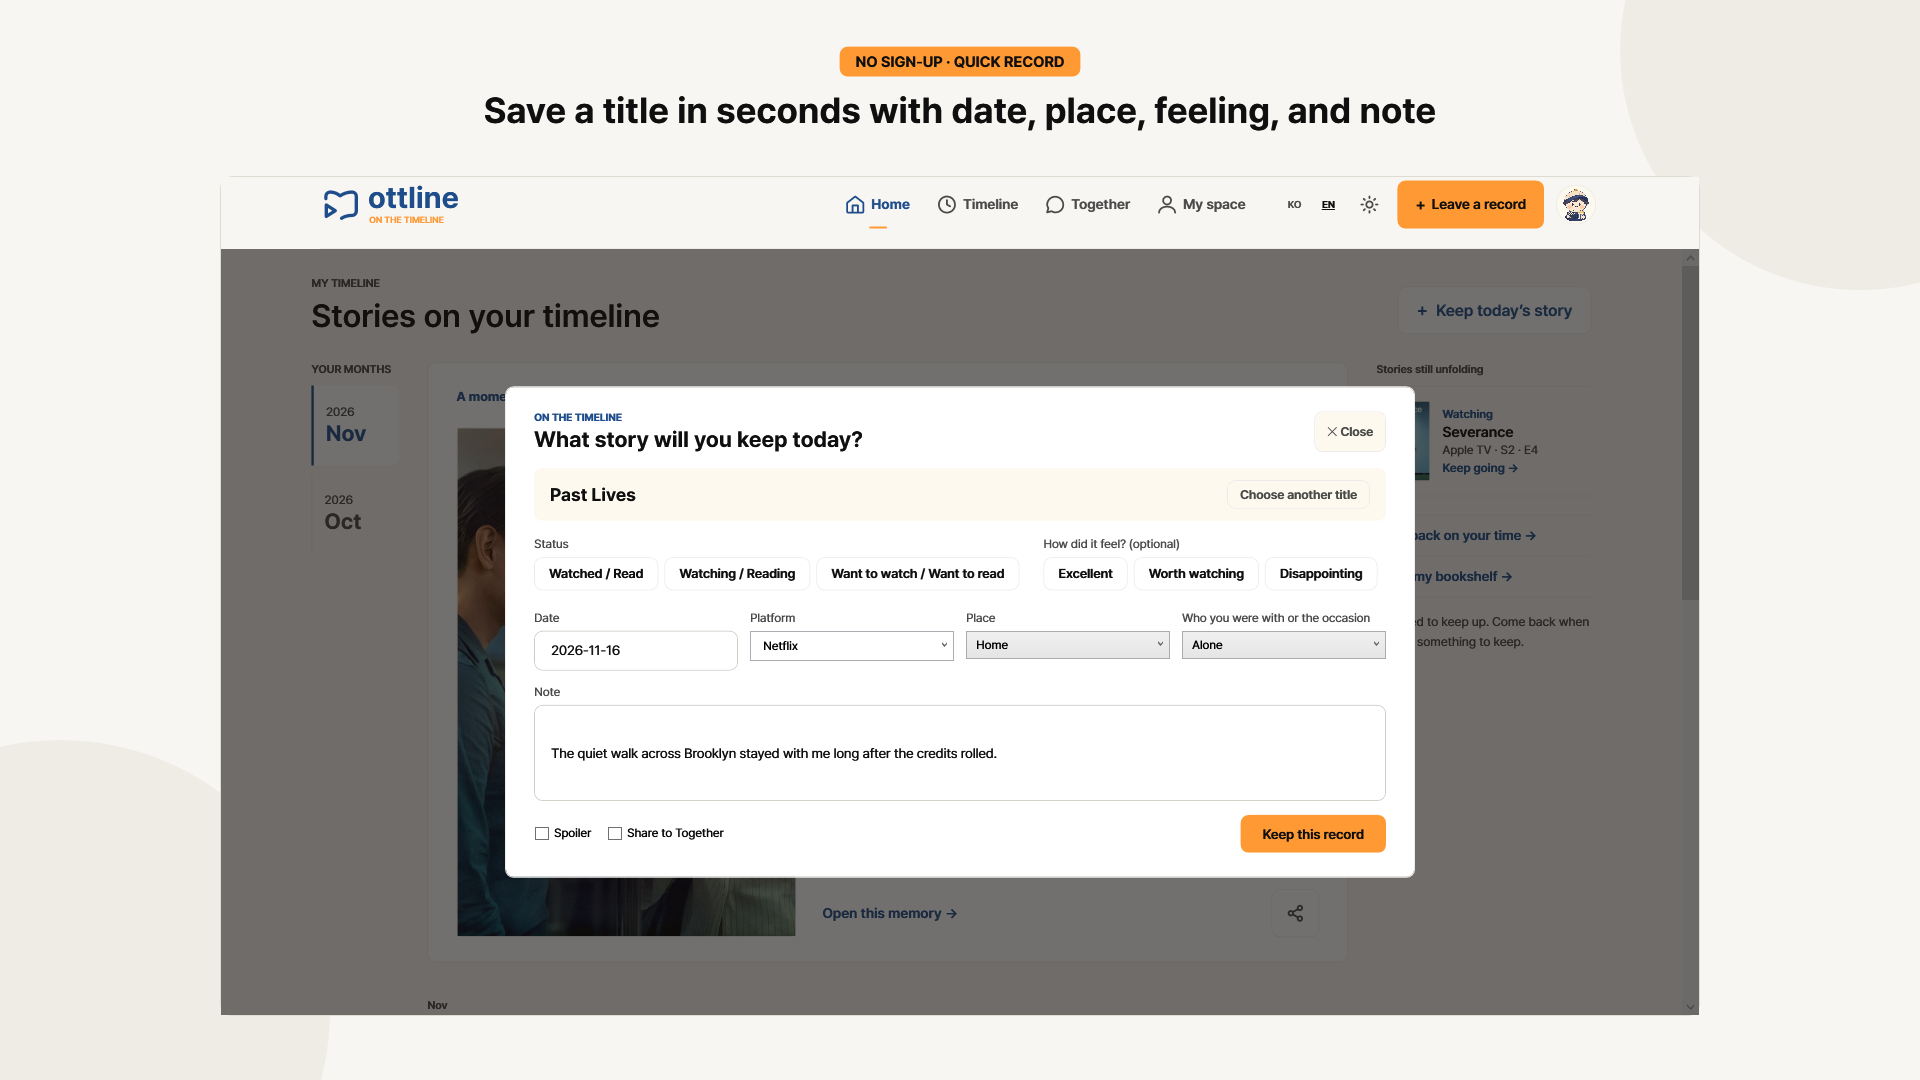 NO SIGN-UP · QUICK RECORD
Save a title in seconds with date, place, feeling, and note
ottline
ON THE TIMELINE
Home
Timeline
Together
My space
KO
EN
+ Leave a record
MY TIMELINE
Stories on your timeline
+ Keep today’s story
YOUR MONTHS
2026
Nov
2026
Oct
Stories still unfolding
Watching
Severance
Apple TV · S2 · E4
Keep going →
back on your time →
my bookshelf →
to keep up. Come back when
something to keep.
A
ON THE TIMELINE
What story will you keep today?
× Close
Past Lives
Choose another title
Status
Watched / Read
Watching / Reading
Want to watch / Want to read
How did it feel? (optional)
Excellent
Worth watching
Disappointing
Date
2026-11-16
Platform
Netflix
Place
Home
Who you were with or the occasion
Alone
Note
The quiet walk across Brooklyn stayed with me long after the credits rolled.
Spoiler
Share to Together
Keep this record
Open this memory →
Nov